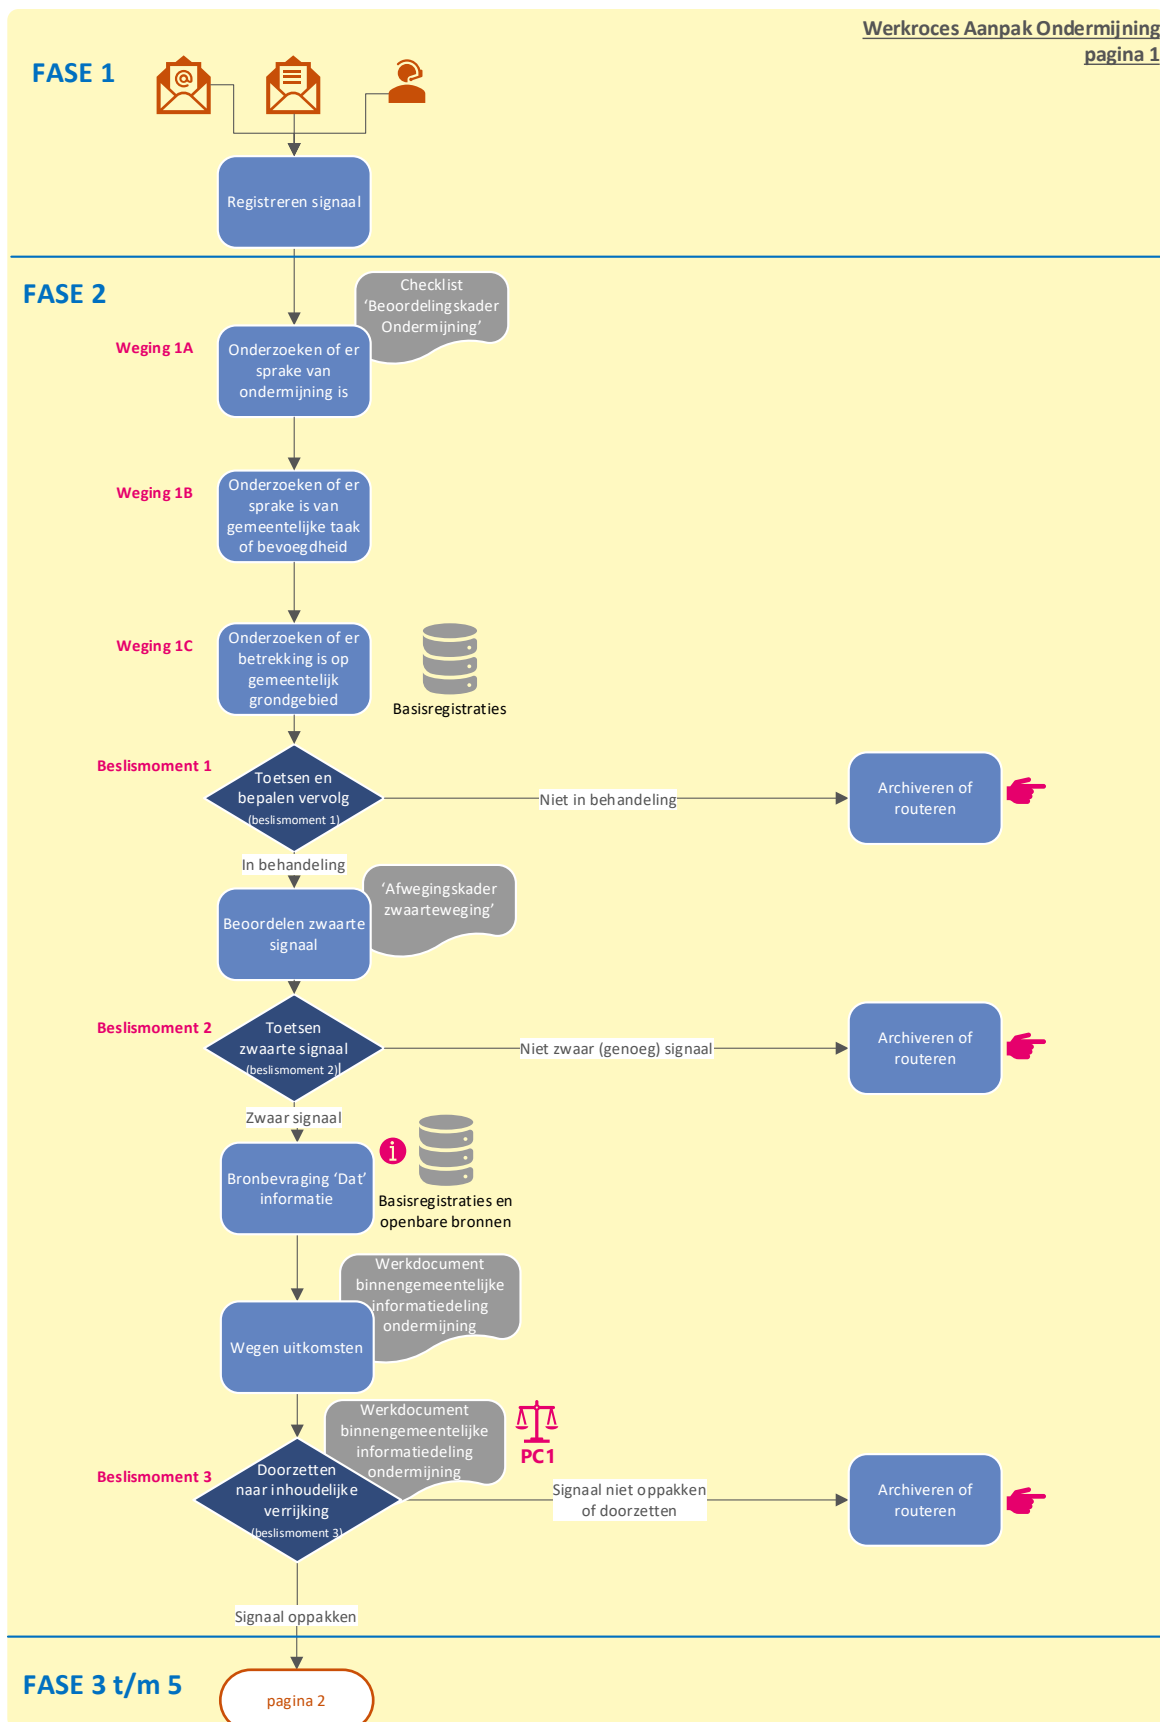 Werkroces Aanpak Ondermijning
pagina 1
FASE 1
@
Registreren signaal
FASE 2
Checklist
‘Beoordelingskader
Ondermijning’
Weging 1A
Onderzoeken of er
sprake van
ondermijning is
Weging 1B
Onderzoeken of er
sprake is van
gemeentelijke taak
of bevoegdheid
Weging 1C
Onderzoeken of er
betrekking is op
gemeentelijk
grondgebied
Basisregistraties
Beslismoment 1
Toetsen en
bepalen vervolg
(beslismoment 1)
Niet in behandeling
Archiveren of
routeren
In behandeling
‘Afwegingskader
zwaarteweging’
Beoordelen zwaarte
signaal
Beslismoment 2
Toetsen
zwaarte signaal
(beslismoment 2)l
Niet zwaar (genoeg) signaal
Archiveren of
routeren
Zwaar signaal
Bronbevraging ‘Dat’
informatie
i
Basisregistraties en
openbare bronnen
Werkdocument
binnengemeentelijke
informatiedeling
ondermijning
Wegen uitkomsten
Werkdocument
binnengemeentelijke
informatiedeling
ondermijning
PC1
Beslismoment 3
Doorzetten
naar inhoudelijke
verrijking
(beslismoment 3)
Signaal niet oppakken
of doorzetten
Archiveren of
routeren
Signaal oppakken
FASE 3 t/m 5
pagina 2